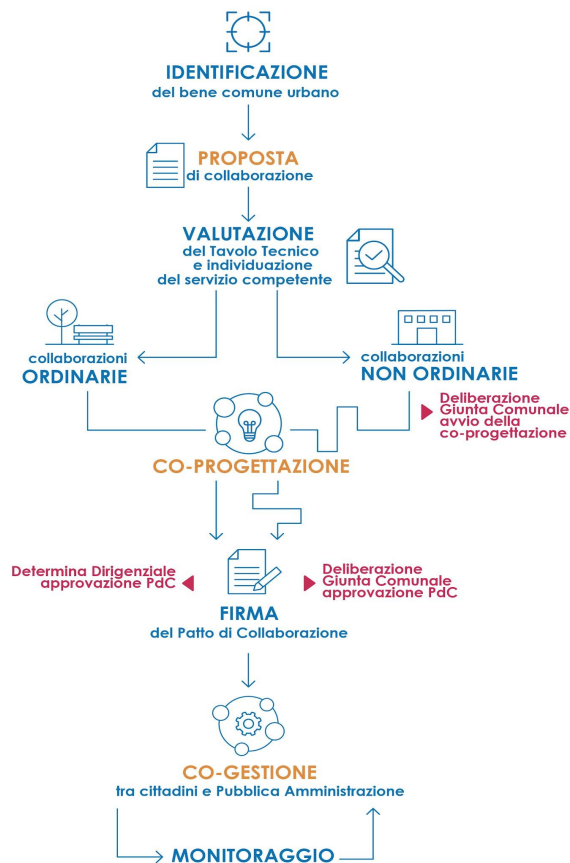 IDENTIFICAZIONE
del bene comune urbano
PROPOSTA
di collaborazione
VALUTAZIONE
del Tavolo Tecnico
e individuazione
del servizio competente
collaborazioni
ORDINARIE
collaborazioni
NON ORDINARIE
Deliberazione
Giunta Comunale
avvio della
co-progettazione
CO-PROGETTAZIONE
Determina Dirigenziale
approvazione PdC
Deliberazione
Giunta Comunale
approvazione PdC
FIRMA
del Patto di Collaborazione
CO-GESTIONE
tra cittadini e Pubblica Amministrazione
MONITORAGGIO